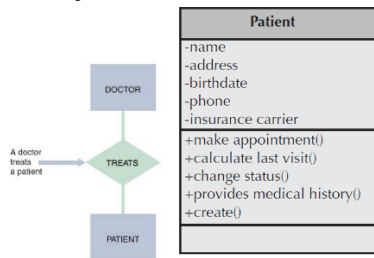 DOCTOR
A doctor
treats
a patient
TREATS
PATIENT
Patient
-name
-address
-birthdate
-phone
-insurance carrier
+make appointment()
+calculate last visit()
+change status()
+provides medical history()
+create()